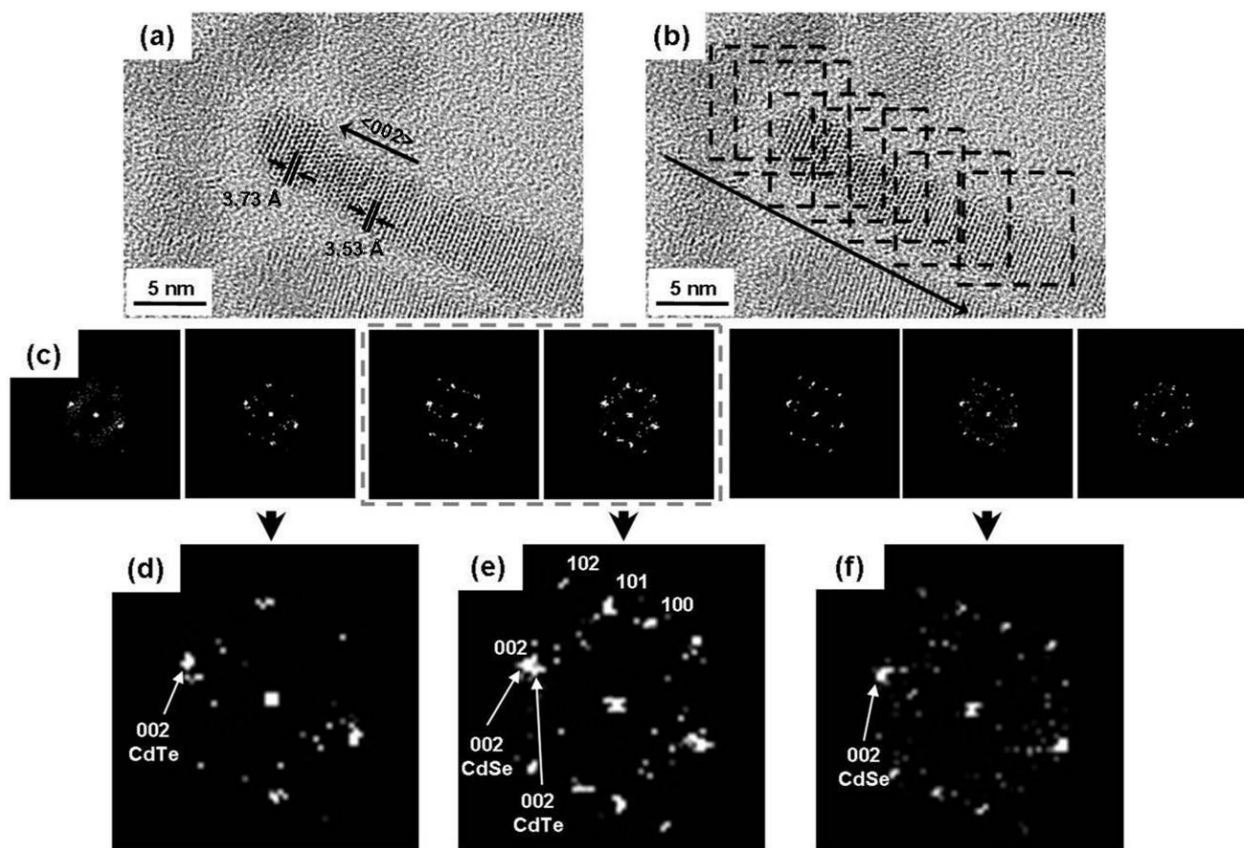 (a)
<002>
3.73 Å
3.53 Å
5 nm
(b)
5 nm
(c)
(d)
002
CdTe
(e)
102
101
100
002
002
CdSe
002
CdTe
(f)
002
CdSe